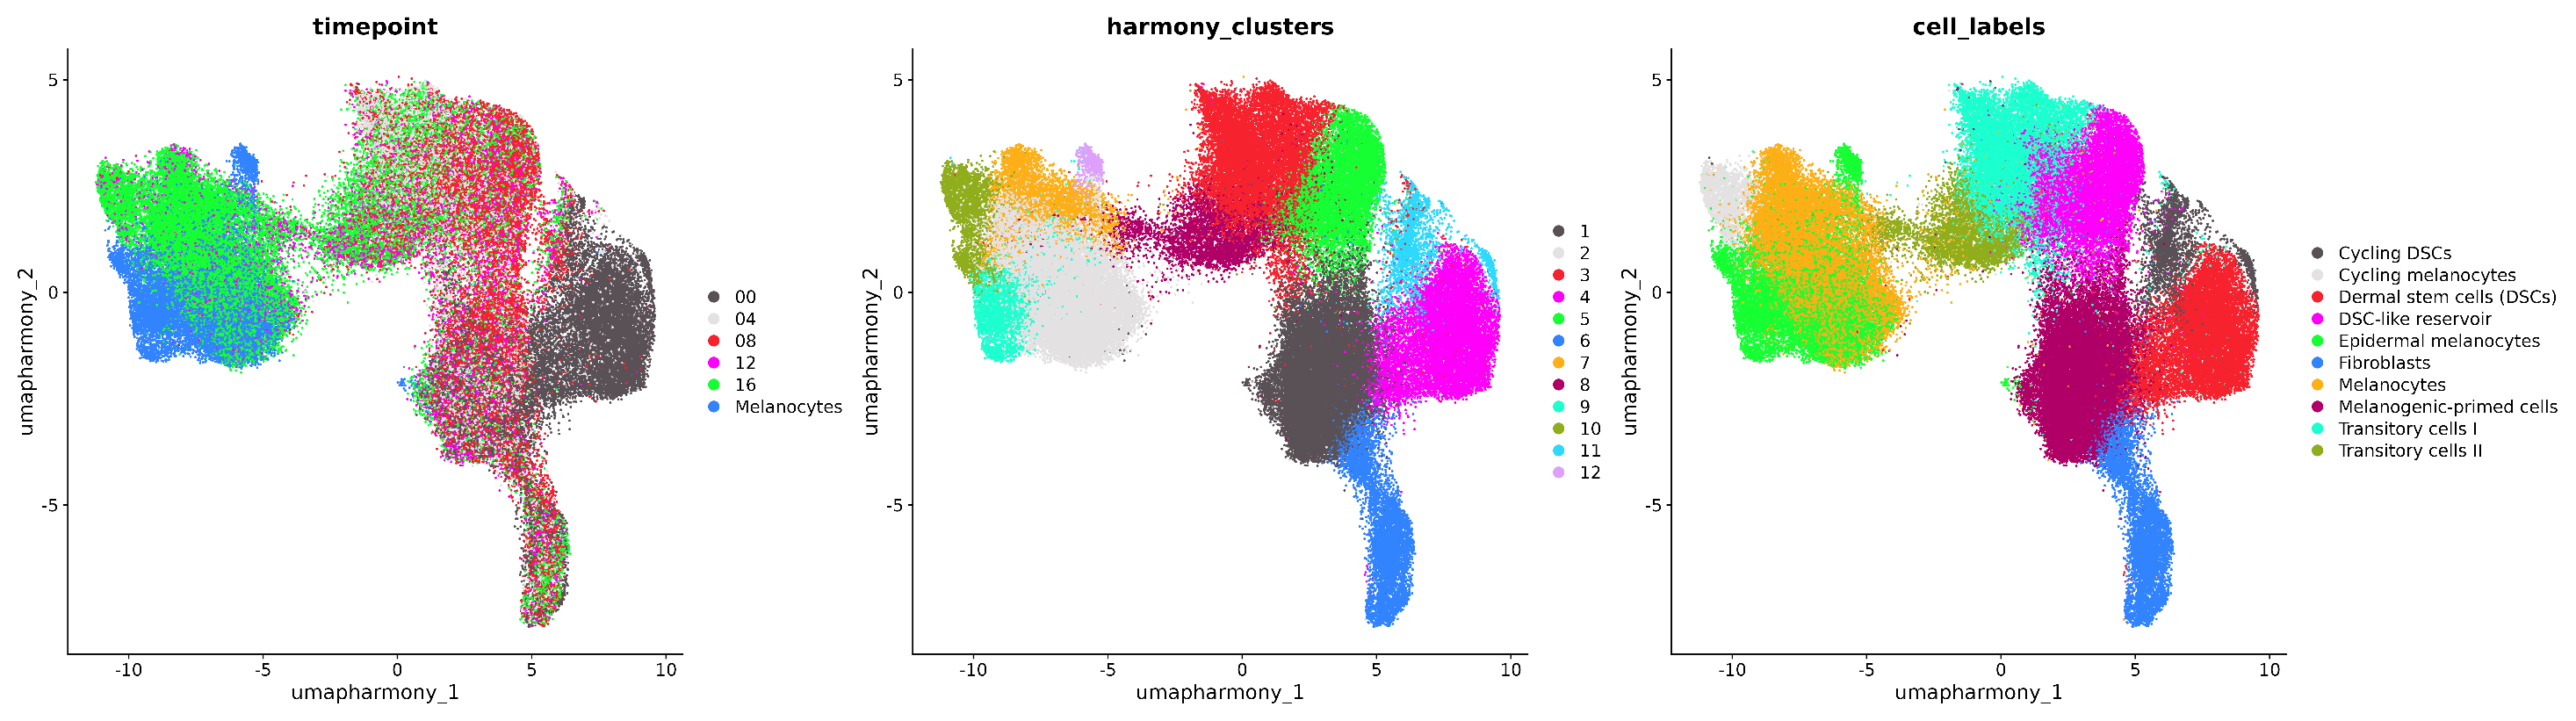 timepoint
5
0
-5
-10
-5
0
5
10
umapharmony_2
umapharmony_1
00
04
08
12
16
Melanocytes
harmony_clusters
5
0
-5
-10
-5
0
5
10
umapharmony_2
umapharmony_1
1
2
3
4
5
6
7
8
9
10
11
12
cell_labels
5
0
-5
-10
-5
0
5
10
umapharmony_2
umapharmony_1
Cycling DSCs
Cycling melanocytes
Dermal stem cells (DSCs)
DSC-like reservoir
Epidermal melanocytes
Fibroblasts
Melanocytes
Melanogenic-primed cells
Transitory cells I
Transitory cells II